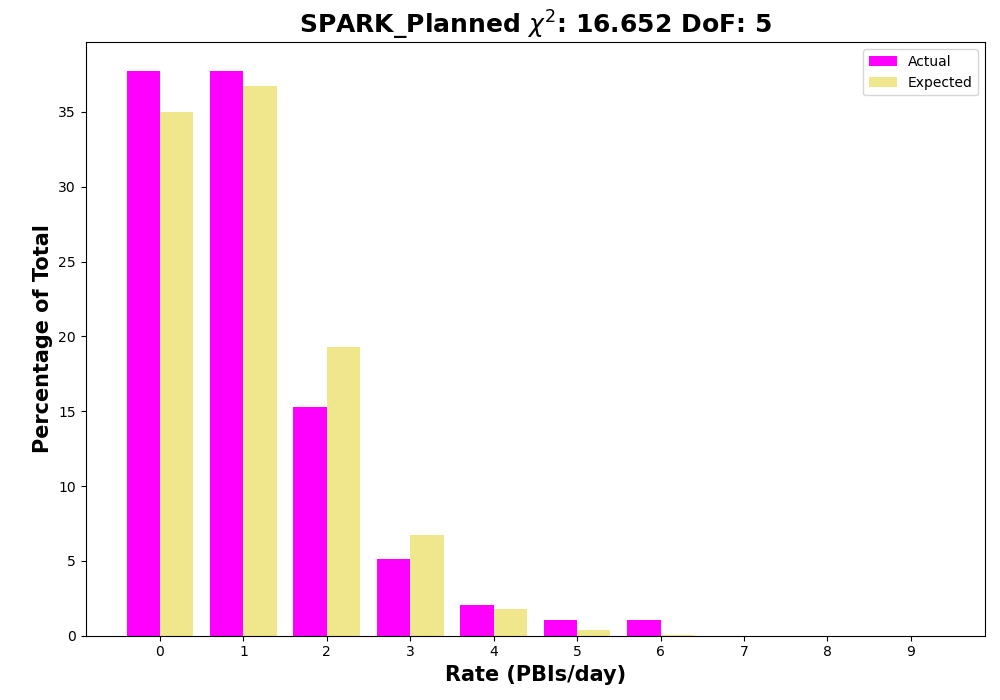 SPARK_Planned χ²: 16.652 DoF: 5
Actual
Expected
Percentage of Total
35
30
25
20
15
10
5
0
0 1 2 3 4 5 6 7 8 9
Rate (PBIs/day)